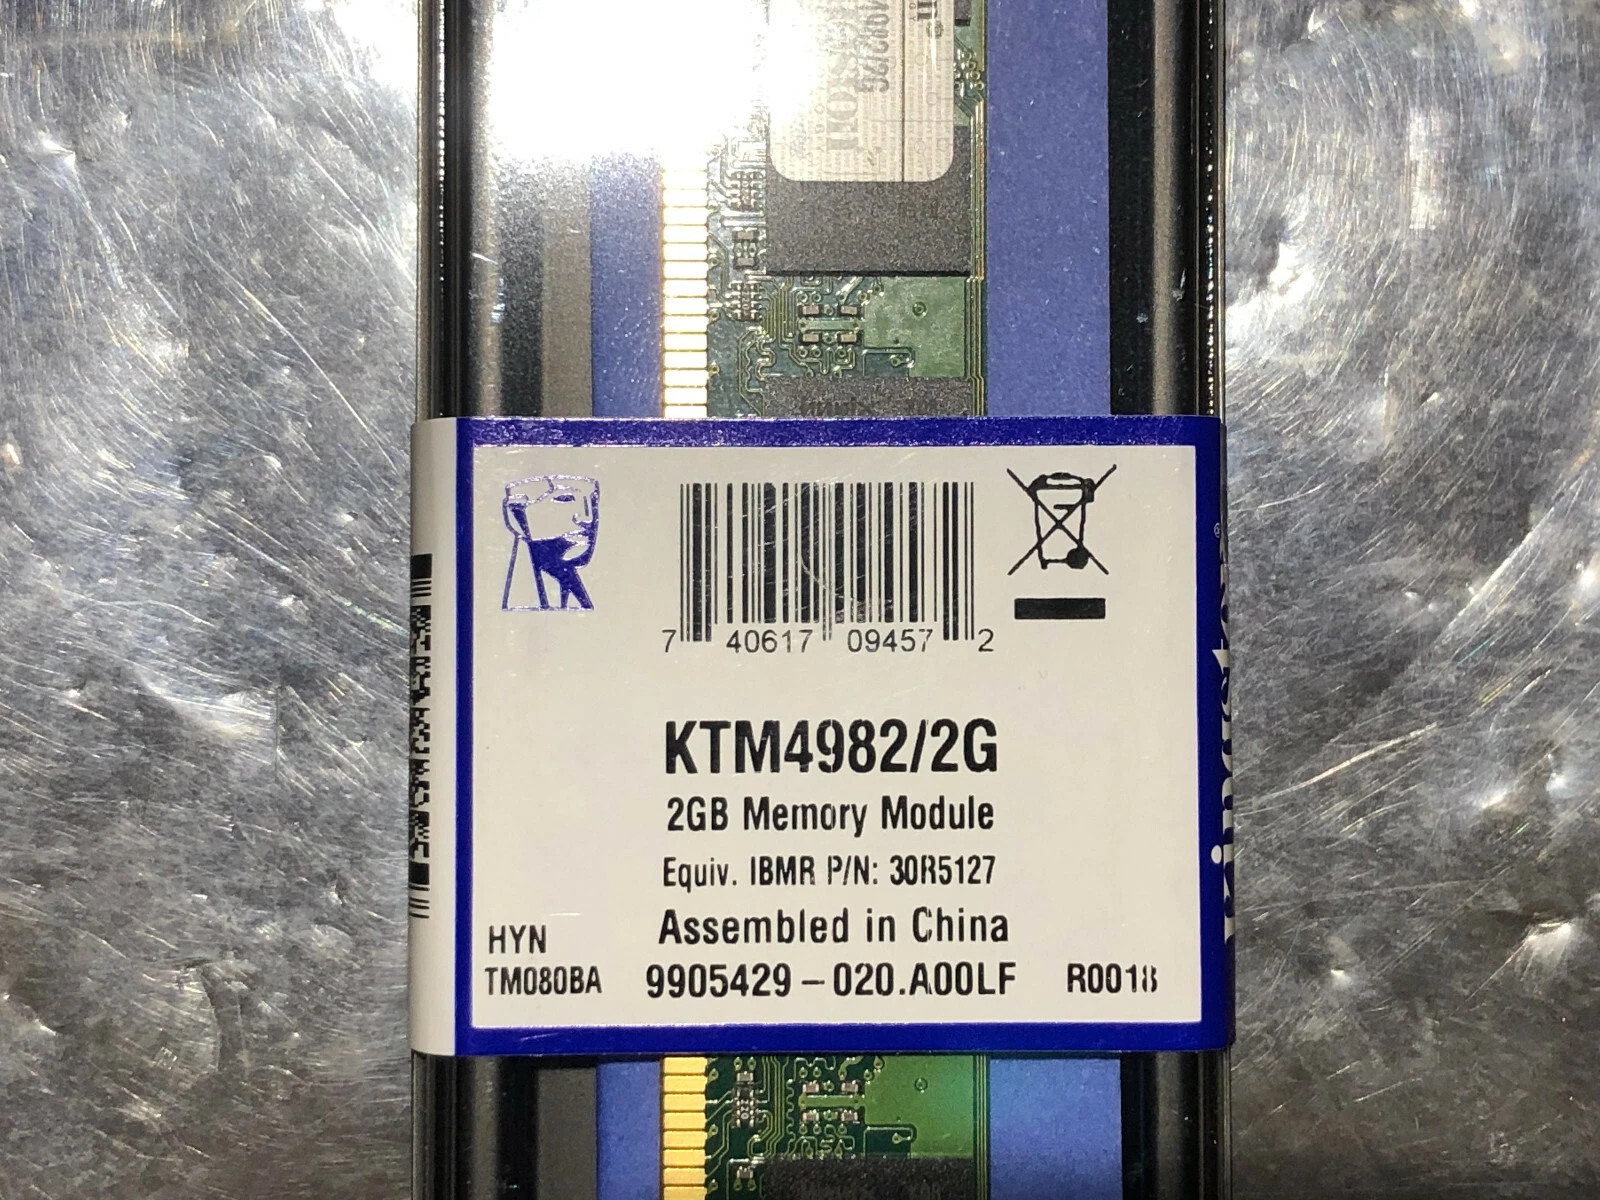 7 40617 09457 2
KTM4982/2G
2GB Memory Module
Equiv. IBMR P/N: 30R5127
Assembled in China
HYN
TM080BA 9905429-020.A00LF R0018
Kingston